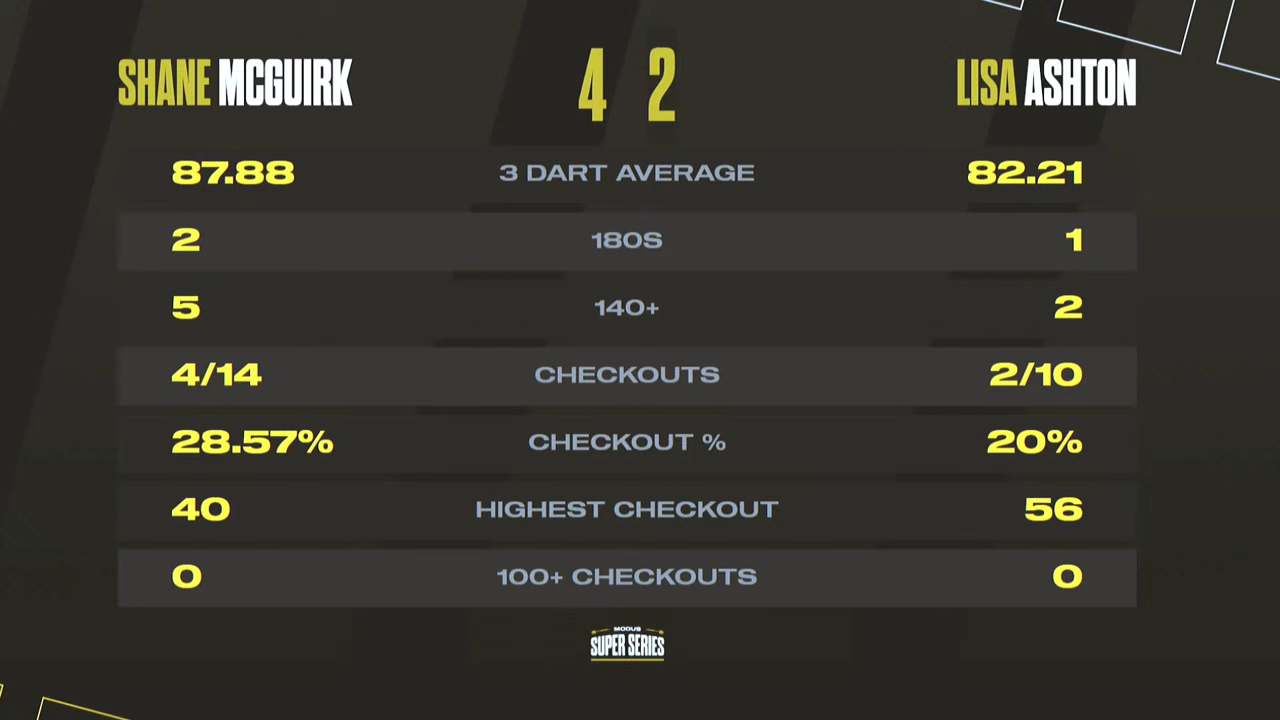 SHANE MCGUIRK 4 2 LISA ASHTON
87.88 3 DART AVERAGE 82.21
2 180S 1
5 140+ 2
4/14 CHECKOUTS 2/10
28.57% CHECKOUT % 20%
40 HIGHEST CHECKOUT 56
0 100+ CHECKOUTS 0
MODUS
SUPER SERIES